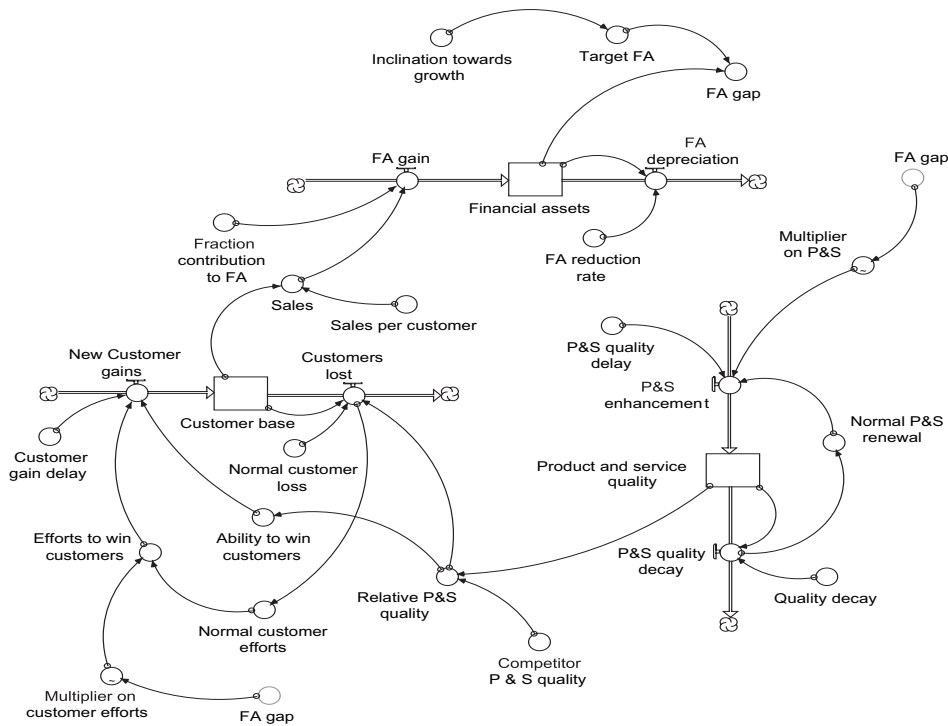 Inclination towards
growth
Target FA
FA gap
FA gain
FA
depreciation
FA gap
Financial assets
Fraction
contribution
to FA
FA reduction
rate
Multiplier
on P&S
Sales
Sales per customer
P&S quality
delay
New Customer
gains
Customers
lost
P&S
enhancement
Customer base
Normal P&S
renewal
Customer
gain delay
Normal customer
loss
Product and service
quality
Efforts to win
customers
Ability to win
customers
P&S quality
decay
Relative P&S
quality
Quality decay
Normal customer
efforts
Competitor
P & S quality
Multiplier on
customer efforts
FA gap
~
~